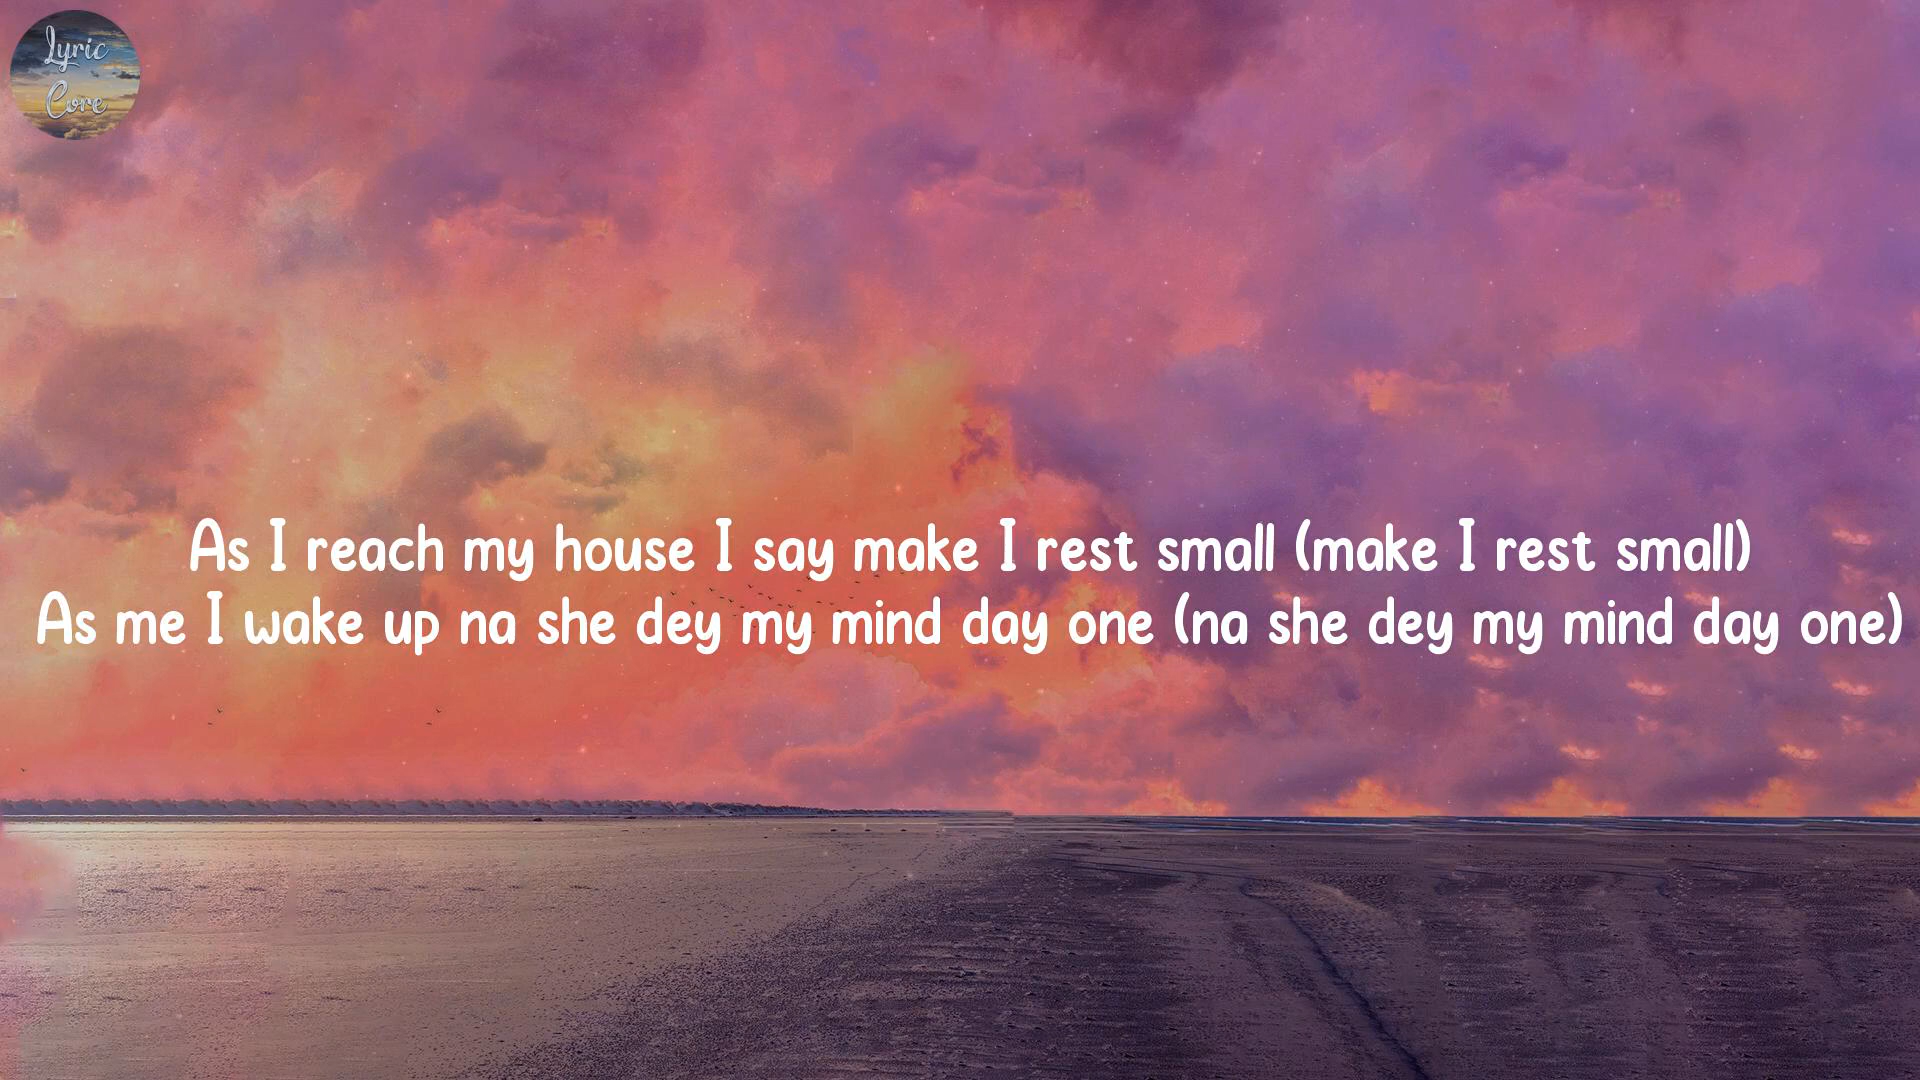 Lyric
Core
As I reach my house I say make I rest small (make I rest small)
As me I wake up na she dey my mind day one (na she dey my mind day one)